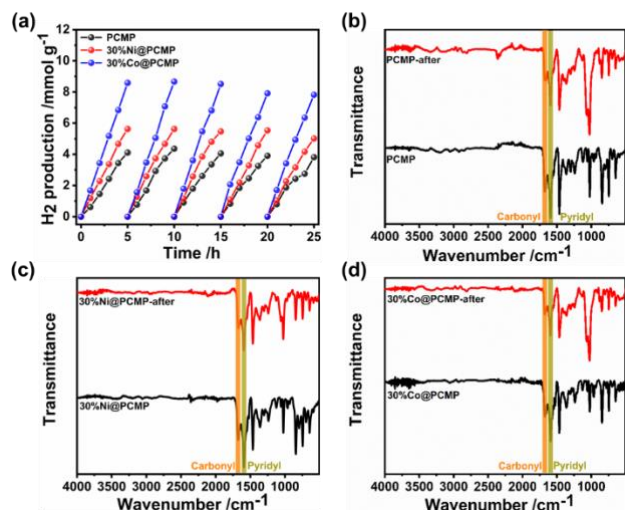 (a)
PCMP
30%Ni@PCMP
30%Co@PCMP
H2 production /mmol g⁻¹
12
10
8
6
4
2
0
0 5 10 15 20 25
Time /h
(b)
PCMP-after
PCMP
Transmittance
Carbonyl Pyridyl
4000 3500 3000 2500 2000 1500 1000
Wavenumber /cm⁻¹
(c)
30%Ni@PCMP-after
30%Ni@PCMP
Transmittance
Carbonyl Pyridyl
4000 3500 3000 2500 2000 1500 1000
Wavenumber /cm⁻¹
(d)
30%Co@PCMP-after
30%Co@PCMP
Transmittance
Carbonyl Pyridyl
4000 3500 3000 2500 2000 1500 1000
Wavenumber /cm⁻¹